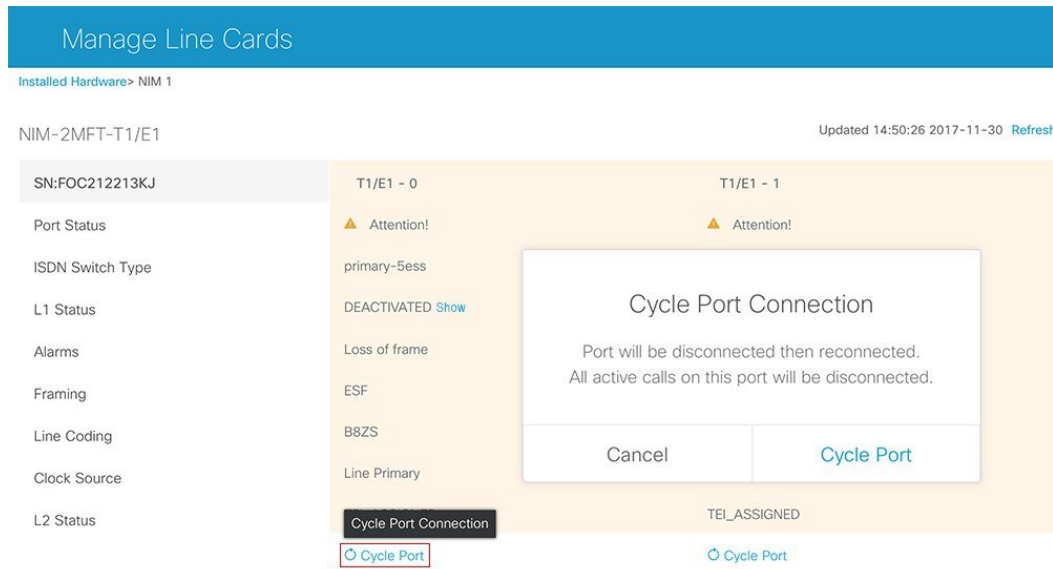 Manage Line Cards
Installed Hardware> NIM 1
NIM-2MFT-T1/E1
Updated 14:50:26 2017-11-30 Refresh
SN:FOC212213KJ
T1/E1 - 0
T1/E1 - 1
Port Status
Attention!
Attention!
ISDN Switch Type
primary-5ess
L1 Status
DEACTIVATED Show
Alarms
Loss of frame
Framing
ESF
Line Coding
B8ZS
Clock Source
Line Primary
L2 Status
TEI_ASSIGNED
Cycle Port Connection
Cycle Port
Cycle Port
Cycle Port Connection
Port will be disconnected then reconnected.
All active calls on this port will be disconnected.
Cancel
Cycle Port